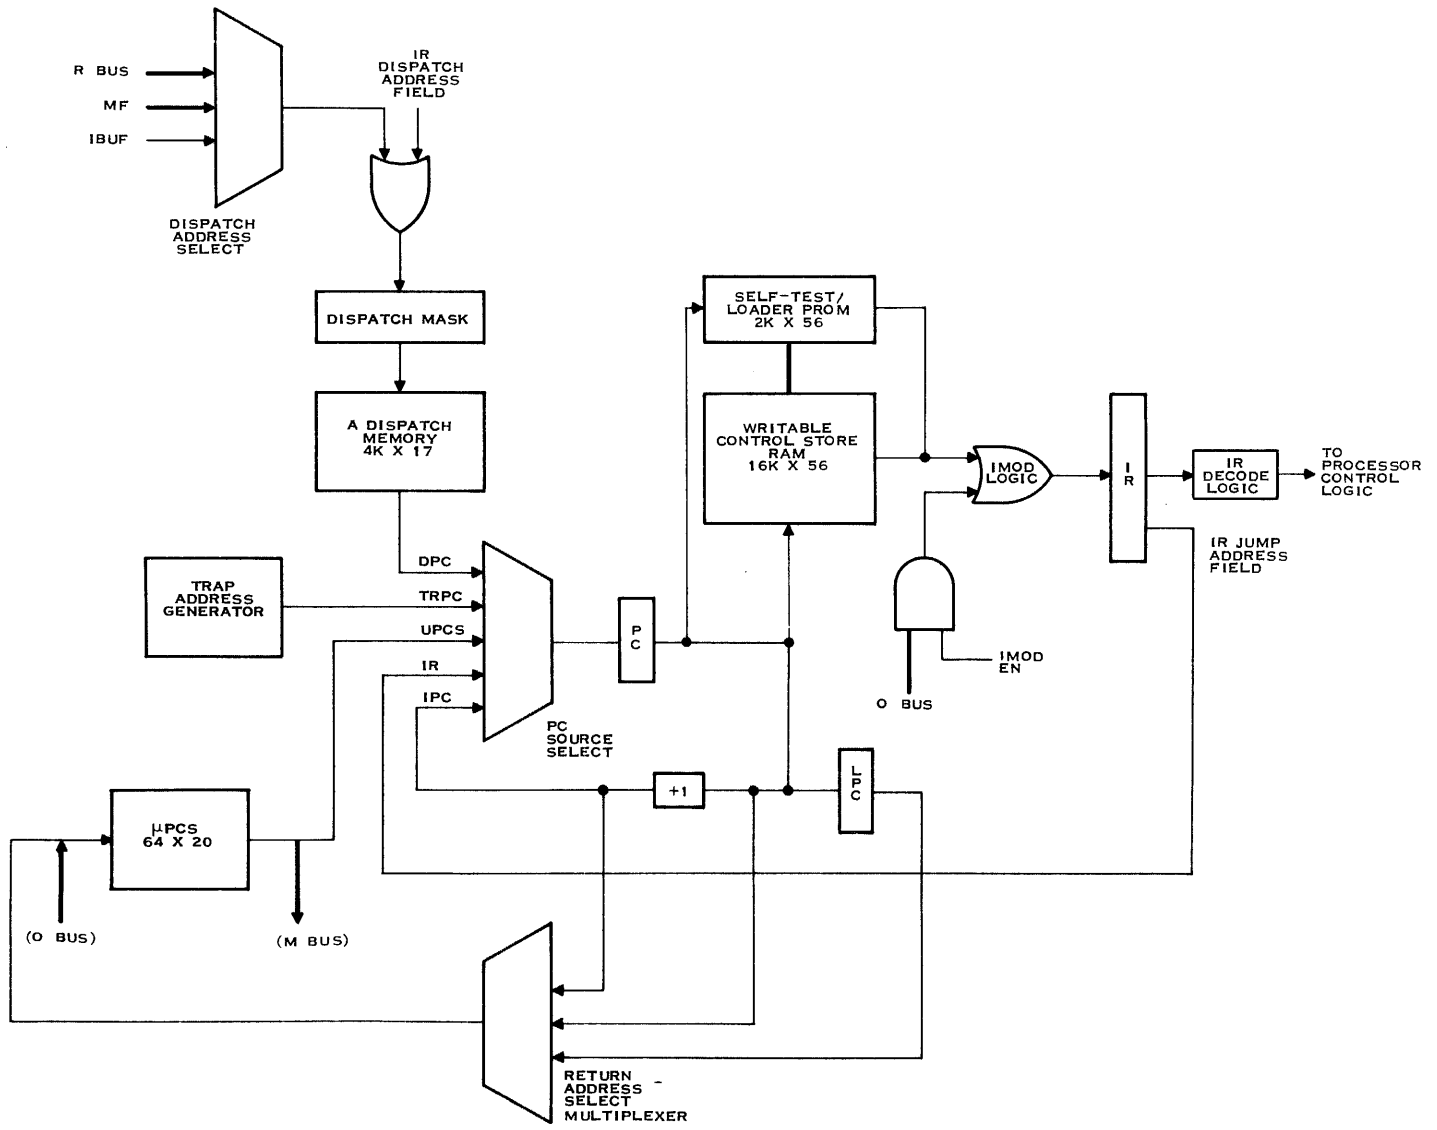 R BUS
MF
IBUF
DISPATCH
ADDRESS
SELECT
IR
DISPATCH
ADDRESS
FIELD
DISPATCH MASK
A DISPATCH
MEMORY
4K X 17
TRAP
ADDRESS
GENERATOR
DPC
TRPC
UPCS
IR
IPC
PC
SOURCE
SELECT
P
C
SELF-TEST/
LOADER PROM
2K X 56
WRITABLE
CONTROL STORE
RAM
16K X 56
IMOD
LOGIC
I
R
IR
DECODE
LOGIC
TO
PROCESSOR
CONTROL
LOGIC
IR JUMP
ADDRESS
FIELD
IMOD
EN
O BUS
+1
L
P
C
μPCS
64 X 20
(O BUS)
(M BUS)
RETURN
ADDRESS
SELECT
MULTIPLEXER